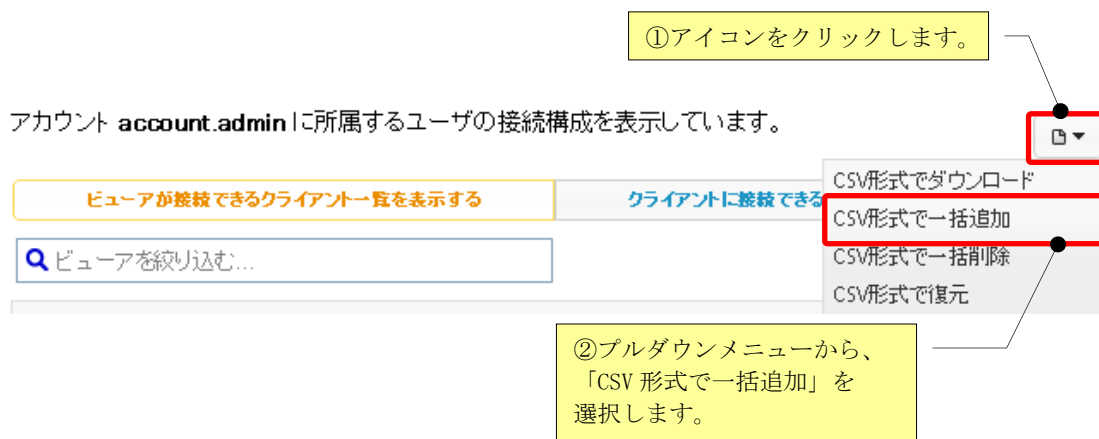 ①アイコンをクリックします。
アカウント account.admin に所属するユーザの接続構成を表示しています。
ビューアが接続できるクライアント一覧を表示する
クライアントに接続できる
CSV形式でダウンロード
CSV形式で一括追加
ビューアを絞り込む...
CSV形式で一括削除
CSV形式で復元
②プルダウンメニューから、
「CSV 形式で一括追加」を
選択します。